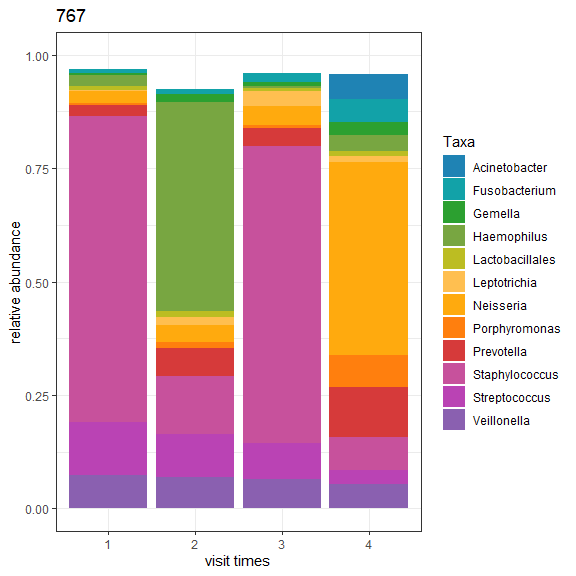 767
1.00
0.75
0.50
0.25
0.00
relative abundance
1
2
3
4
visit times
Taxa
Acinetobacter
Fusobacterium
Gemella
Haemophilus
Lactobacillales
Leptotrichia
Neisseria
Porphyromonas
Prevotella
Staphylococcus
Streptococcus
Veillonella